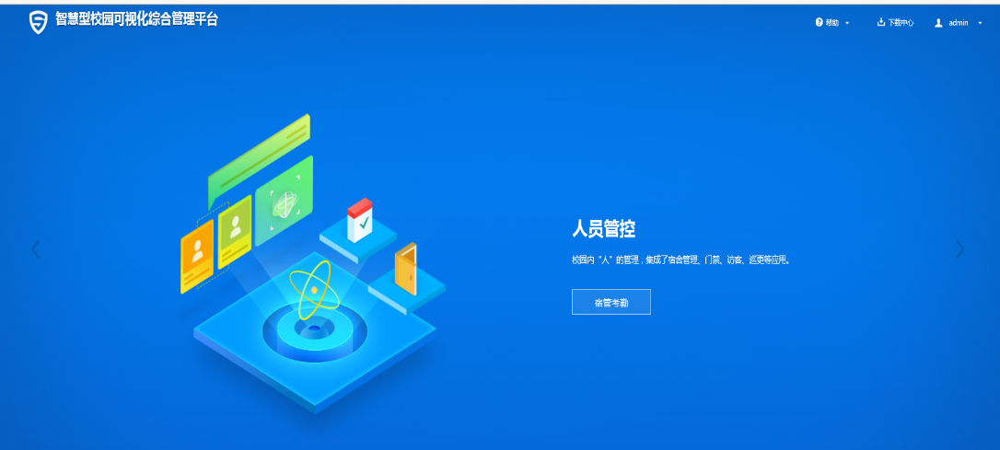 智慧型校园可视化综合管理平台
帮助
下载中心
admin
人员管控
校园内“人”的管理，集成了宿舍管理、门禁、访客、巡更等应用。
宿管考勤